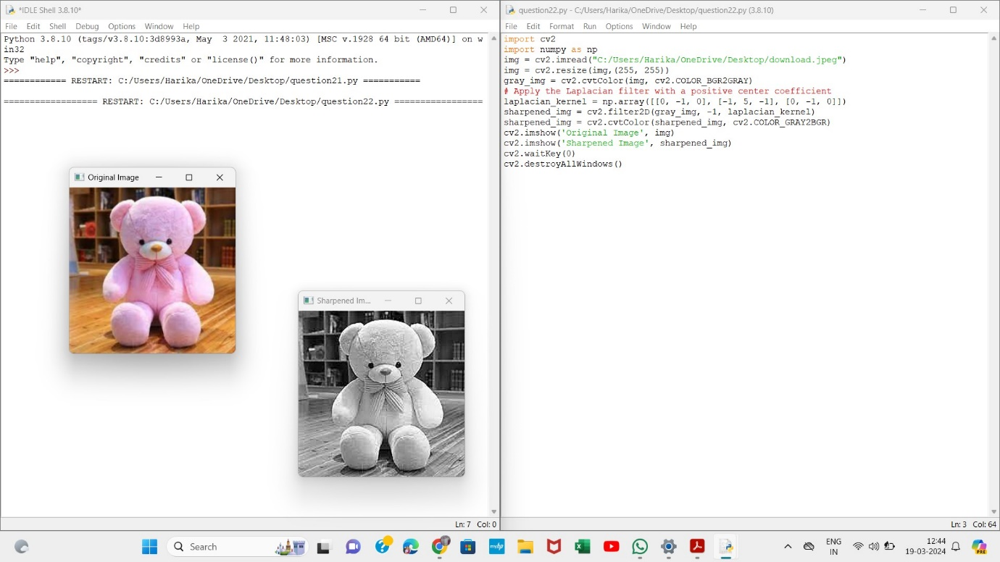 *IDLE Shell 3.8.10*
File Edit Shell Debug Options Window Help
Python 3.8.10 (tags/v3.8.10:3d8993a, May  3 2021, 11:48:03) [MSC v.1928 64 bit (AMD64)] on w
in32
Type "help", "copyright", "credits" or "license()" for more information.
>>>
============ RESTART: C:/Users/Harika/OneDrive/Desktop/question21.py ===========
================== RESTART: C:/Users/Harika/OneDrive/Desktop/question22.py =================
Original Image
Sharpened Im...
Ln: 7 Col: 0
question22.py - C:/Users/Harika/OneDrive/Desktop/question22.py (3.8.10)
File Edit Format Run Options Window Help
import cv2
import numpy as np
img = cv2.imread("C:/Users/Harika/OneDrive/Desktop/download.jpeg")
img = cv2.resize(img,(255, 255))
gray_img = cv2.cvtColor(img, cv2.COLOR_BGR2GRAY)
# Apply the Laplacian filter with a positive center coefficient
laplacian_kernel = np.array([[0, -1, 0], [-1, 5, -1], [0, -1, 0]])
sharpened_img = cv2.filter2D(gray_img, -1, laplacian_kernel)
sharpened_img = cv2.cvtColor(sharpened_img, cv2.COLOR_GRAY2BGR)
cv2.imshow('Original Image', img)
cv2.imshow('Sharpened Image', sharpened_img)
cv2.waitKey(0)
cv2.destroyAllWindows()
Ln: 3 Col: 64
Search
myhp
ENG
IN
12:44
19-03-2024
PRE